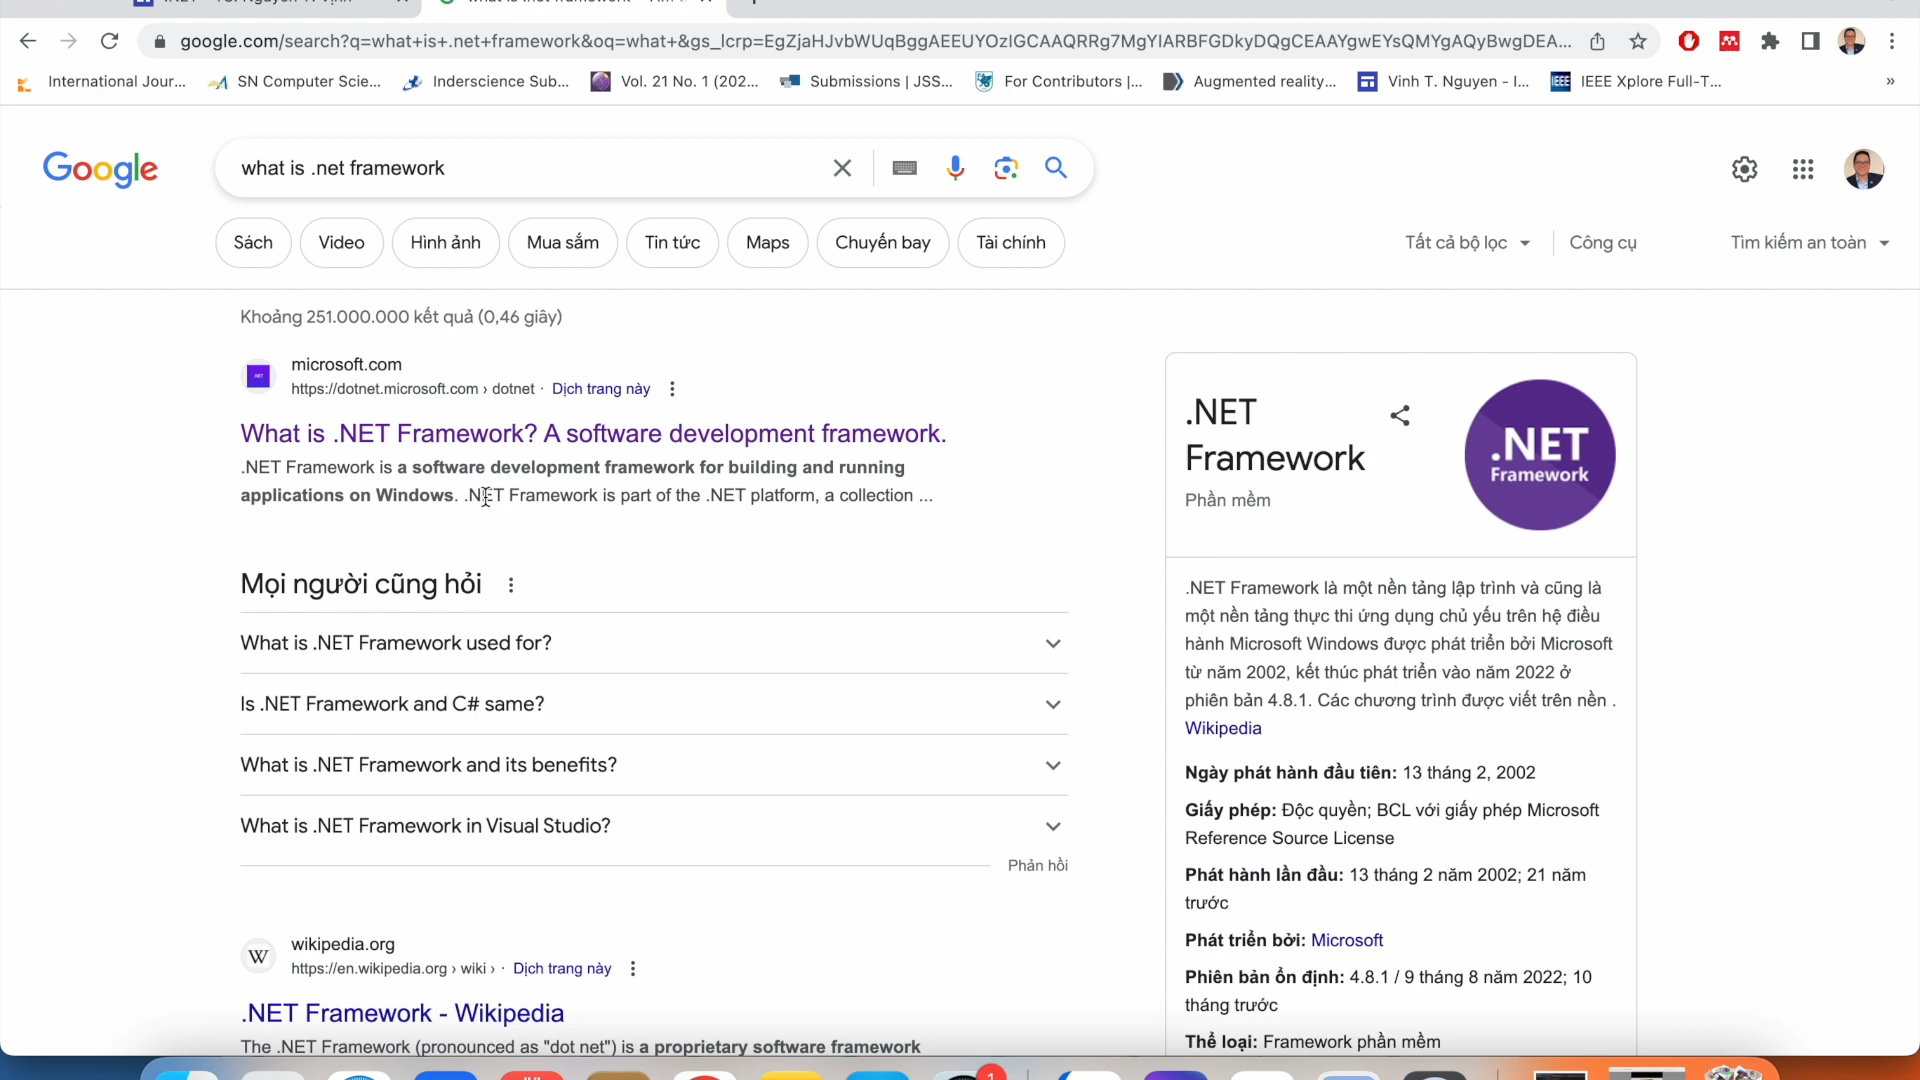 google.com/search?q=what+is+.net+framework&oq=what+&gs_lcrp=EgZjaHJvbWUqBggAEEUYOzIGCAAQRRg7MgYIARBFGDkyDQgCEAAYgwEYsQMYgAQyBwgDEA...
International Jour...
SN Computer Scie...
Inderscience Sub...
Vol. 21 No. 1 (202...
Submissions | JSS...
For Contributors |...
Augmented reality...
Vinh T. Nguyen - I...
IEEE
IEEE Xplore Full-T...
»
Google
what is .net framework
Sách
Video
Hình ảnh
Mua sắm
Tin tức
Maps
Chuyến bay
Tài chính
Tất cả bộ lọc
Công cụ
Tìm kiếm an toàn
Khoảng 251.000.000 kết quả (0,46 giây)
microsoft.com
https://dotnet.microsoft.com › dotnet · Dịch trang này
What is .NET Framework? A software development framework.
.NET Framework is a software development framework for building and running
applications on Windows. .NET Framework is part of the .NET platform, a collection ...
Mọi người cũng hỏi
What is .NET Framework used for?
Is .NET Framework and C# same?
What is .NET Framework and its benefits?
What is .NET Framework in Visual Studio?
Phản hồi
W
wikipedia.org
https://en.wikipedia.org › wiki › · Dịch trang này
.NET Framework - Wikipedia
The .NET Framework (pronounced as "dot net") is a proprietary software framework
.NET
Framework
Phần mềm
.NET
Framework
.NET Framework là một nền tảng lập trình và cũng là
một nền tảng thực thi ứng dụng chủ yếu trên hệ điều
hành Microsoft Windows được phát triển bởi Microsoft
từ năm 2002, kết thúc phát triển vào năm 2022 ở
phiên bản 4.8.1. Các chương trình được viết trên nền .
Wikipedia
Ngày phát hành đầu tiên: 13 tháng 2, 2002
Giấy phép: Độc quyền; BCL với giấy phép Microsoft
Reference Source License
Phát hành lần đầu: 13 tháng 2 năm 2002; 21 năm
trước
Phát triển bởi: Microsoft
Phiên bản ổn định: 4.8.1 / 9 tháng 8 năm 2022; 10
tháng trước
Thể loại: Framework phần mềm
1